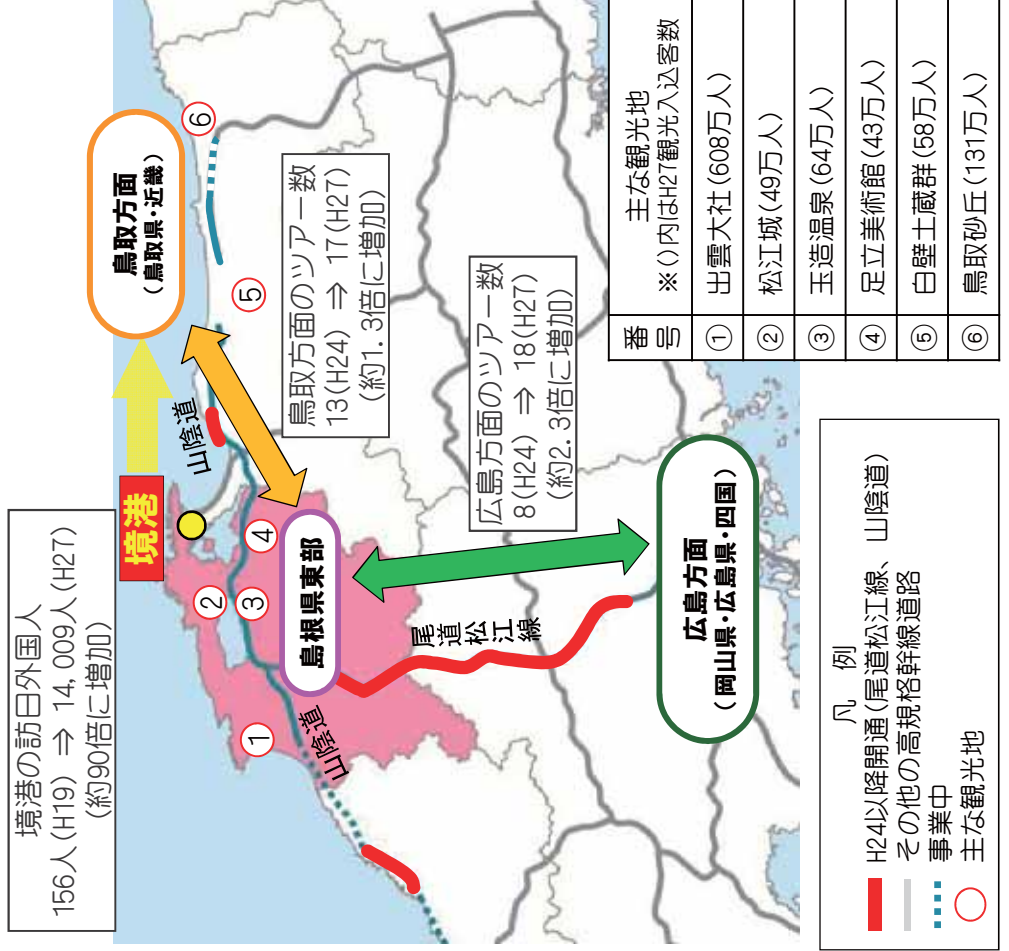 境港の訪日外国人
156人(H19) ⇒ 14,009人(H27)
(約90倍に増加)
境港
鳥取方面
(鳥取県・近畿)
山陰道
鳥取方面のツアー数
13(H24) ⇒ 17(H27)
(約1.3倍に増加)
①
②
③
④
⑤
⑥
島根県東部
山陰道
尾道松江線
広島方面のツアー数
8(H24) ⇒ 18(H27)
(約2.3倍に増加)
広島方面
(岡山県・広島県・四国)
凡 例
H24以降開通(尾道松江線、山陰道)
その他の高規格幹線道路
事業中
主な観光地
番号 主な観光地
※()内はH27観光入込客数
① 出雲大社(608万人)
② 松江城(49万人)
③ 玉造温泉(64万人)
④ 足立美術館(43万人)
⑤ 白壁土蔵群(58万人)
⑥ 鳥取砂丘(131万人)